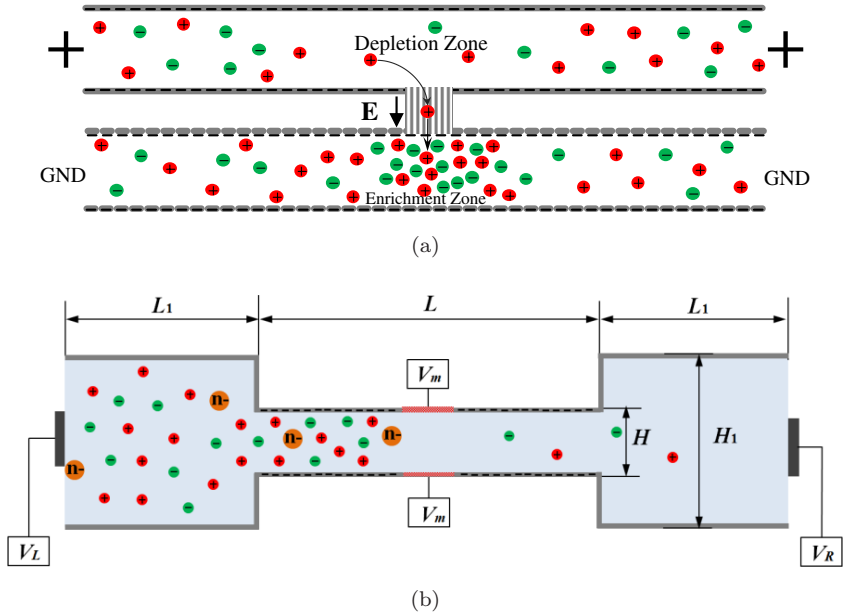 Depletion Zone
E
GND
GND
Enrichment Zone
(a)
L1
L
L1
Vm
n-
n-
n-
n-
H
H1
Vm
VL
VR
(b)